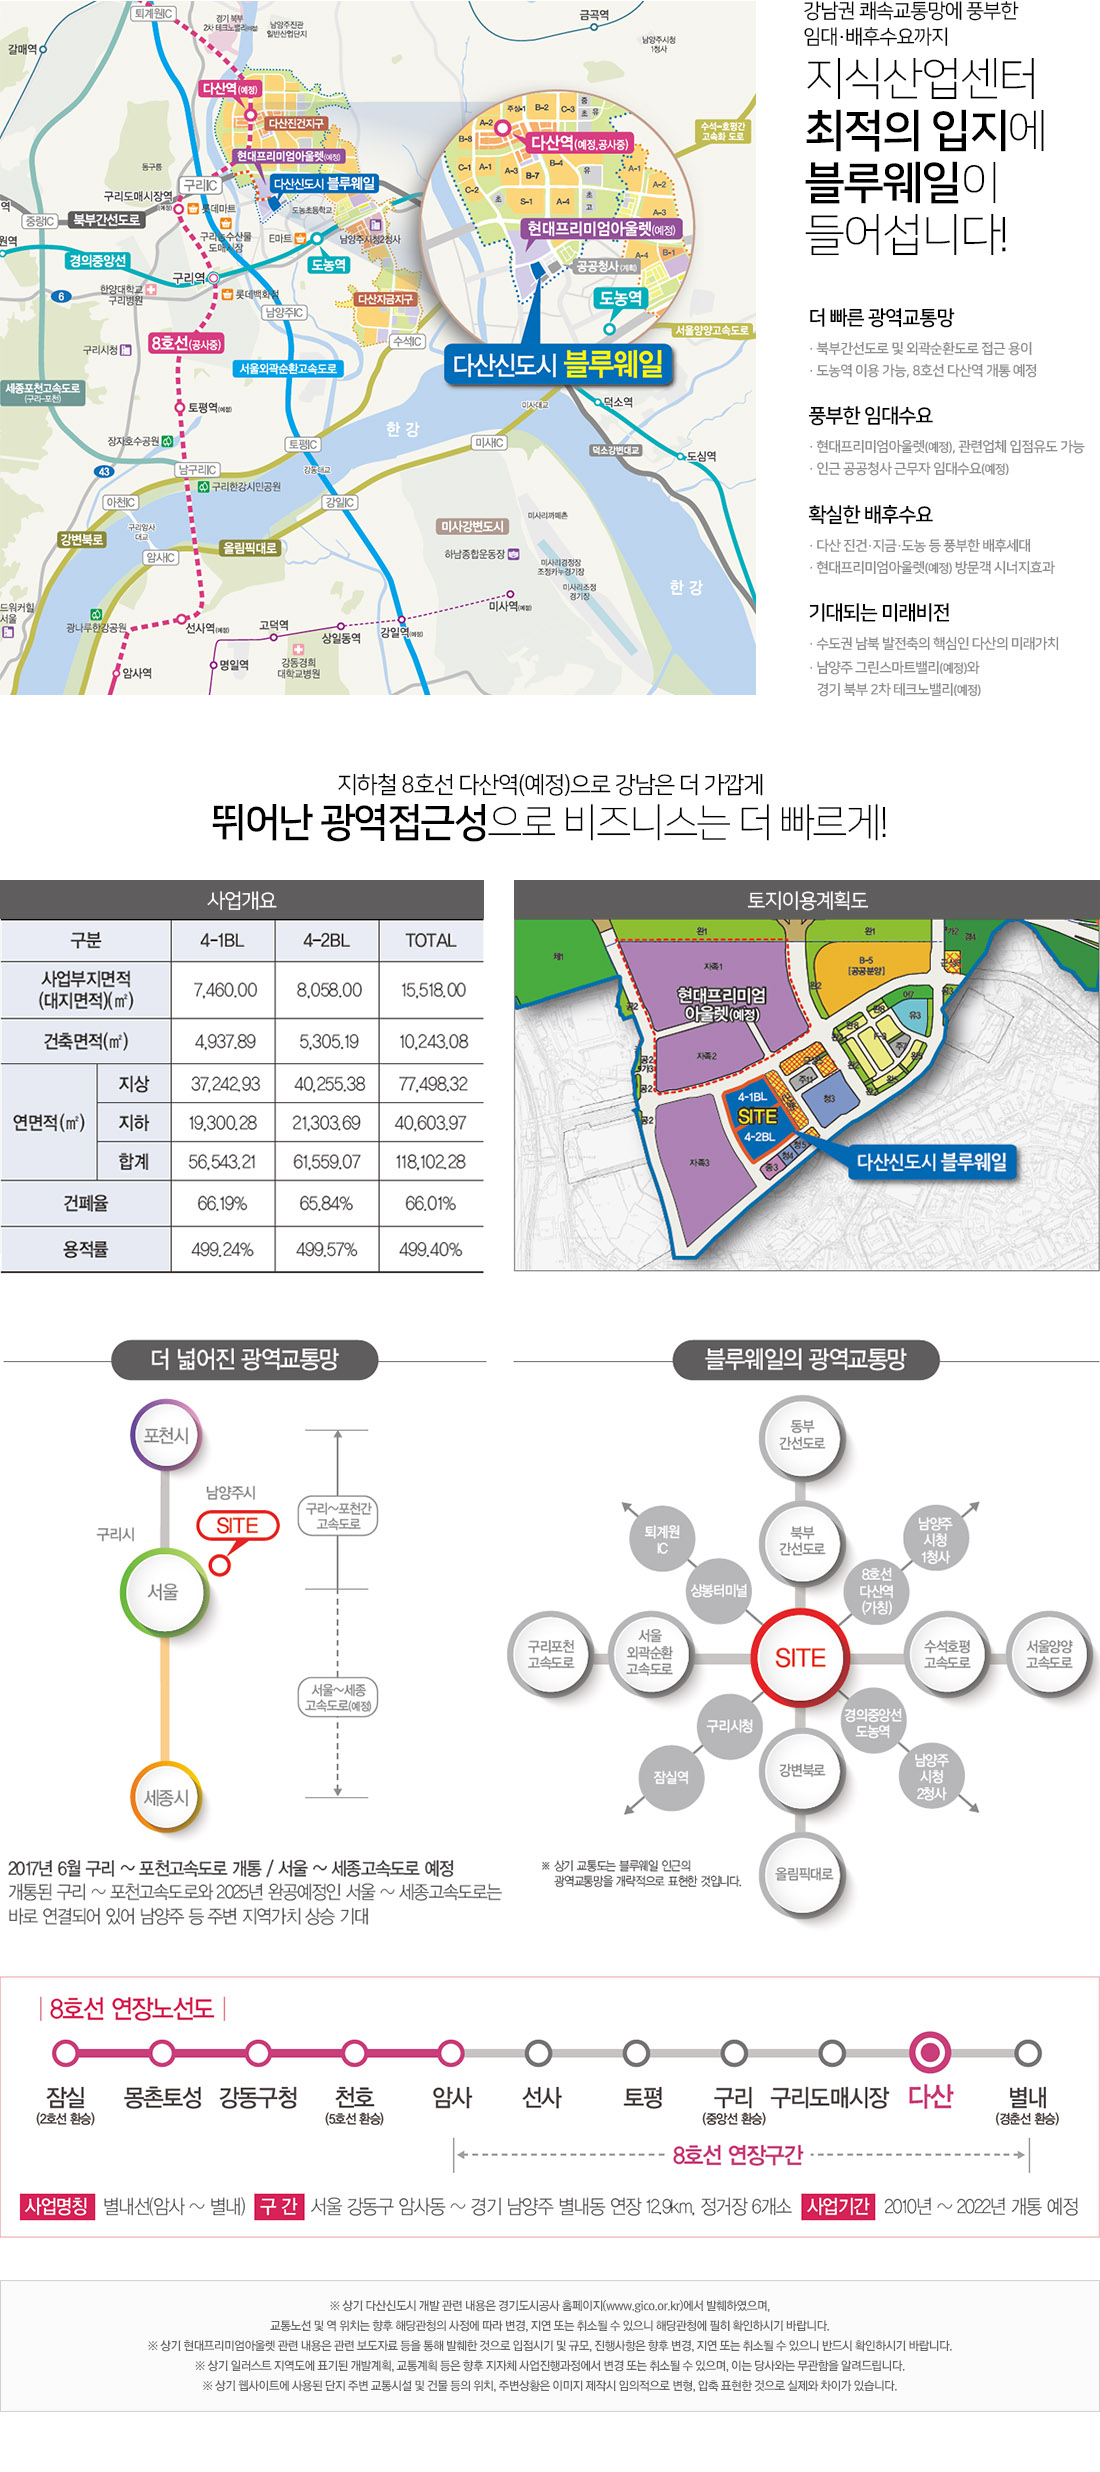 강남권 쾌속교통망에 풍부한
임대·배후수요까지
지식산업센터
최적의 입지에
블루웨일이
들어섭니다!
더 빠른 광역교통망
· 북부간선도로 및 외곽순환도로 접근 용이
· 도농역 이용 가능, 8호선 다산역 개통 예정
풍부한 임대수요
· 현대프리미엄아울렛(예정), 관련업체 입점유도 가능
· 인근 공공청사 근무자 임대수요(예정)
확실한 배후수요
· 다산 진건·지금·도농 등 풍부한 배후세대
· 현대프리미엄아울렛(예정) 방문객 시너지효과
기대되는 미래비전
· 수도권 남북 발전축의 핵심인 다산의 미래가치
· 남양주 그린스마트밸리(예정)와
경기 북부 2차 테크노밸리(예정)
퇴계원IC
경기 북부
2차 테크노밸리(예정)
남양주진관
일반산업단지
금곡역
남양주시청
1청사
갈매역
다산역(예정)
다산진건지구
수석~호평간
고속화 도로
현대프리미엄아울렛(예정)
동구릉
구리IC
다산신도시 블루웨일
구리도매시장역
(예정)
롯데마트
도농초등학교
중랑IC
북부간선도로
구리농수산물
도매시장
E마트
남양주시청2청사
경의중앙선
도농역
구리역
한양대학교
구리병원
롯데백화점
남양주IC
다산지금지구
6
8호선(공사중)
수석IC
구리시청
서울외곽순환고속도로
세종포천고속도로
(구리~포천)
토평역(예정)
장자호수공원
토평IC
한 강
미사대교
미사IC
덕소역
덕소강변대교
도심역
43
남구리IC
강동대교
구리한강시민공원
아천IC
강일IC
구리암사
대교
강변북로
암사IC
올림픽대로
미사강변도시
미사리까페촌
하남종합운동장
미사리경정장
조정카누경기장
미사리조정
경기장
한 강
드워커힐
서울
광나루한강공원
선사역(예정)
고덕역
상일동역
강일역(예정)
미사역(예정)
명일역
강동경희
대학교병원
암사역
주상-1
B-2
C-3
A-2
B-8
다산역(예정,공사중)
C-1
A-1
A-3
B-7
B-4
C-2
S-1
A-4
A-1
A-2
A-3
현대프리미엄아울렛(예정)
A-4
B-1
공공청사(계획)
도농역
서울양양고속도로
다산신도시 블루웨일
지하철 8호선 다산역(예정)으로 강남은 더 가깝게
뛰어난 광역접근성으로 비즈니스는 더 빠르게!
사업개요
구분 4-1BL 4-2BL TOTAL
사업부지면적
(대지면적)(㎡) 7,460.00 8,058.00 15,518.00
건축면적(㎡) 4,937.89 5,305.19 10,243.08
연면적(㎡) 지상 37,242.93 40,255.38 77,498.32
지하 19,300.28 21,303.69 40,603.97
합계 56,543.21 61,559.07 118,102.28
건폐율 66.19% 65.84% 66.01%
용적률 499.24% 499.57% 499.40%
토지이용계획도
완1
완1
자족1
B-5
[공공분양]
현대프리미엄
아울렛(예정)
자족2
유3
4-1BL
SITE
4-2BL
청3
자족3
다산신도시 블루웨일
더 넓어진 광역교통망
포천시
남양주시
SITE
구리시
서울
세종시
구리~포천간
고속도로
서울~세종
고속도로(예정)
2017년 6월 구리 ~ 포천고속도로 개통 / 서울 ~ 세종고속도로 예정
개통된 구리 ~ 포천고속도로와 2025년 완공예정인 서울 ~ 세종고속도로는
바로 연결되어 있어 남양주 등 주변 지역가치 상승 기대
블루웨일의 광역교통망
동부
간선도로
퇴계원
IC
북부
간선도로
남양주
시청
1청사
상봉터미널
8호선
다산역
(가칭)
구리포천
고속도로
서울
외곽순환
고속도로
SITE
수석호평
고속도로
서울양양
고속도로
구리시청
경의중앙선
도농역
잠실역
강변북로
남양주
시청
2청사
올림픽대로
※ 상기 교통도는 블루웨일 인근의
광역교통망을 개략적으로 표현한 것입니다.
8호선 연장노선도
잠실 몽촌토성 강동구청 천호 암사 선사 토평 구리 구리도매시장 다산 별내
(2호선 환승) (5호선 환승) (중앙선 환승) (경춘선 환승)
8호선 연장구간
사업명칭 별내선(암사 ~ 별내) 구 간 서울 강동구 암사동 ~ 경기 남양주 별내동 연장 12.9km, 정거장 6개소 사업기간 2010년 ~ 2022년 개통 예정
※ 상기 다산신도시 개발 관련 내용은 경기도시공사 홈페이지(www.gico.or.kr)에서 발췌하였으며,
교통노선 및 역 위치는 향후 해당관청의 사정에 따라 변경, 지연 또는 취소될 수 있으니 해당관청에 필히 확인하시기 바랍니다.
※ 상기 현대프리미엄아울렛 관련 내용은 관련 보도자료 등을 통해 발췌한 것으로 입점시기 및 규모, 진행사항은 향후 변경, 지연 또는 취소될 수 있으니 반드시 확인하시기 바랍니다.
※ 상기 일러스트 지역도에 표기된 개발계획, 교통계획 등은 향후 지자체 사업진행과정에서 변경 또는 취소될 수 있으며, 이는 당사와는 무관함을 알려드립니다.
※ 상기 웹사이트에 사용된 단지 주변 교통시설 및 건물 등의 위치, 주변상황은 이미지 제작시 임의적으로 변형, 압축 표현한 것으로 실제와 차이가 있습니다.